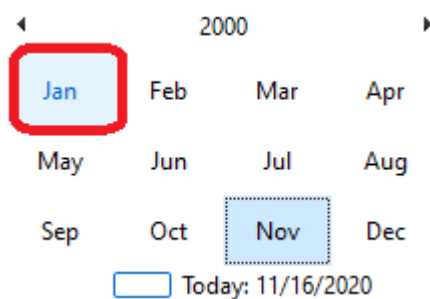 2000
Jan Feb Mar Apr
May Jun Jul Aug
Sep Oct Nov Dec
Today: 11/16/2020